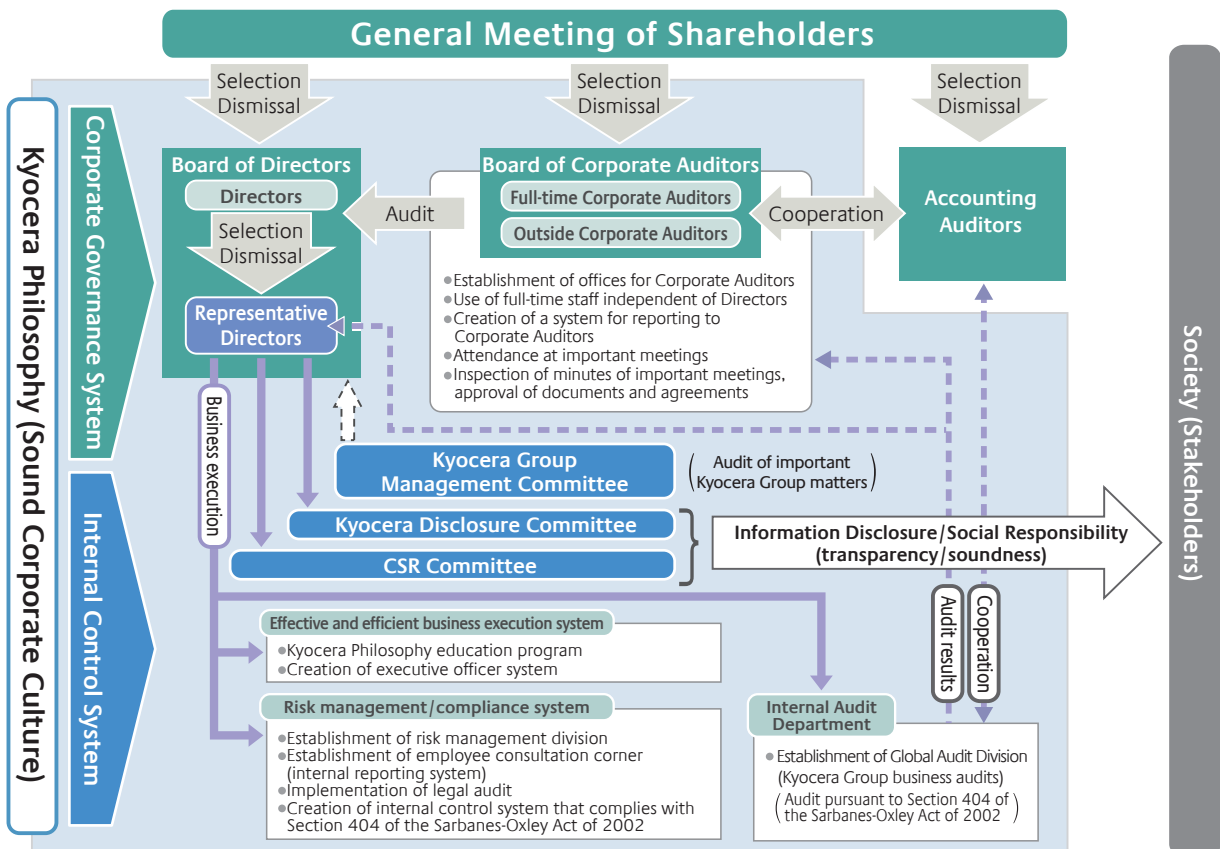 General Meeting of Shareholders
Selection
Dismissal
Selection
Dismissal
Selection
Dismissal
Kyocera Philosophy (Sound Corporate Culture)
Corporate Governance System
Internal Control System
Board of Directors
Directors
Selection
Dismissal
Representative
Directors
Audit
Board of Corporate Auditors
Full-time Corporate Auditors
Outside Corporate Auditors
Cooperation
Accounting
Auditors
●Establishment of offices for Corporate Auditors
●Use of full-time staff independent of Directors
●Creation of a system for reporting to
Corporate Auditors
●Attendance at important meetings
●Inspection of minutes of important meetings,
approval of documents and agreements
Business execution
Kyocera Group
Management Committee
(Audit of important
Kyocera Group matters)
Kyocera Disclosure Committee
CSR Committee
Information Disclosure/Social Responsibility
(transparency/soundness)
Society (Stakeholders)
Audit results
Cooperation
Effective and efficient business execution system
●Kyocera Philosophy education program
●Creation of executive officer system
Risk management/compliance system
●Establishment of risk management division
●Establishment of employee consultation corner
(internal reporting system)
●Implementation of legal audit
●Creation of internal control system that complies with
Section 404 of the Sarbanes-Oxley Act of 2002
Internal Audit
Department
● Establishment of Global Audit Division
(Kyocera Group business audits)
(Audit pursuant to Section 404 of
the Sarbanes-Oxley Act of 2002)